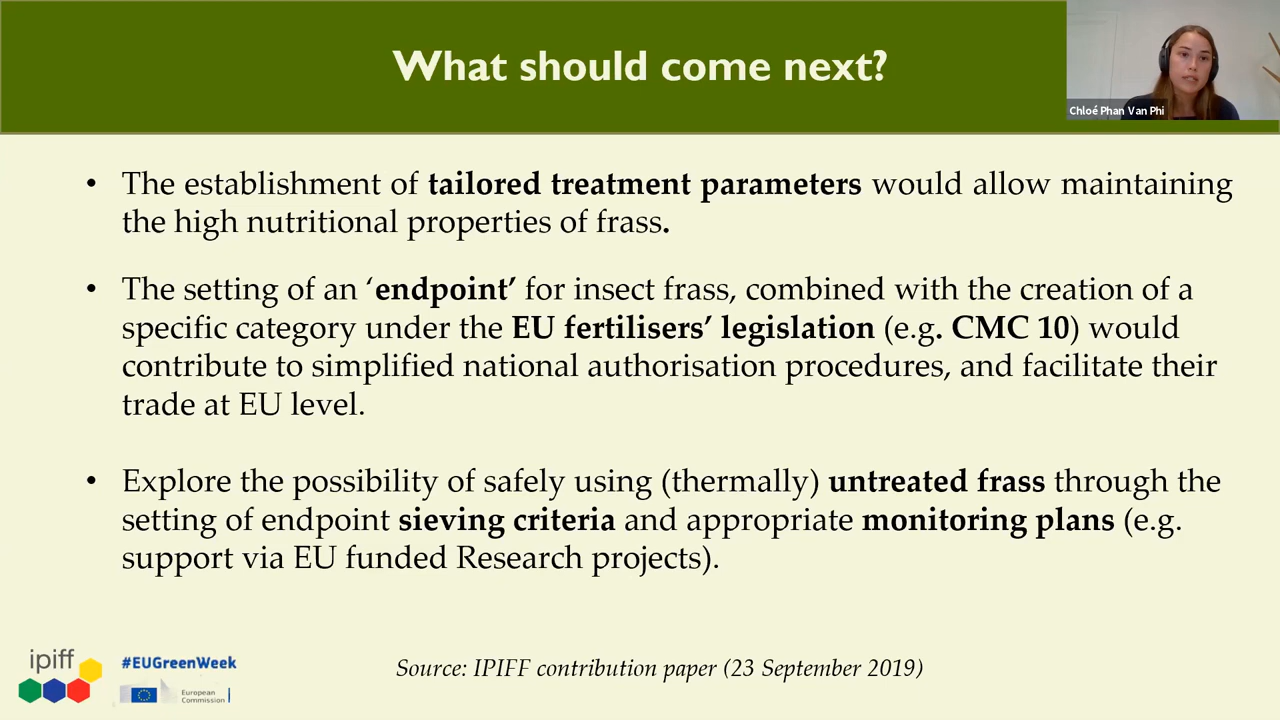 What should come next?
Chloé Phan Van Phi
• The establishment of tailored treatment parameters would allow maintaining
the high nutritional properties of frass.
• The setting of an ‘endpoint’ for insect frass, combined with the creation of a
specific category under the EU fertilisers’ legislation (e.g. CMC 10) would
contribute to simplified national authorisation procedures, and facilitate their
trade at EU level.
• Explore the possibility of safely using (thermally) untreated frass through the
setting of endpoint sieving criteria and appropriate monitoring plans (e.g.
support via EU funded Research projects).
ipiff
#EUGreenWeek
European
Commission
Source: IPIFF contribution paper (23 September 2019)